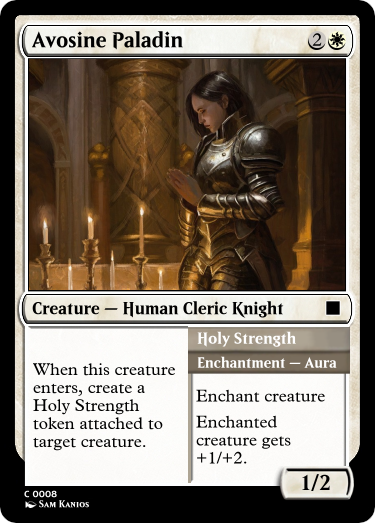 Avosine Paladin
2
Creature — Human Cleric Knight
When this creature
enters, create a
Holy Strength
token attached to
target creature.
Holy Strength
Enchantment — Aura
Enchant creature
Enchanted
creature gets
+1/+2.
1/2
C 0008
Sam Kanios